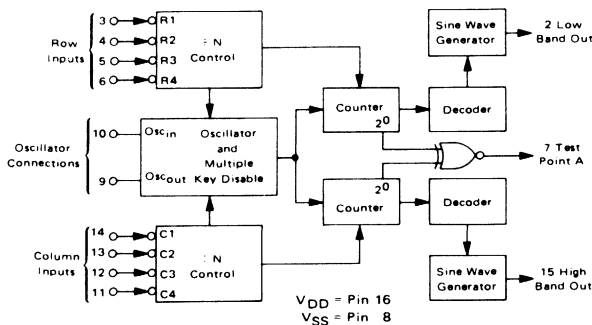 Row
Inputs
3
4
5
6
R1
R2
R3
R4
÷ N
Control
Oscillator
Connections
10
9
Osc in
Osc out
Oscillator
and
Multiple
Key Disable
Column
Inputs
14
13
12
11
C1
C2
C3
C4
÷ N
Control
Counter
2⁰
Decoder
Sine Wave
Generator
2 Low
Band Out
7 Test
Point A
2⁰
Counter
Decoder
Sine Wave
Generator
15 High
Band Out
VDD = Pin 16
VSS = Pin 8